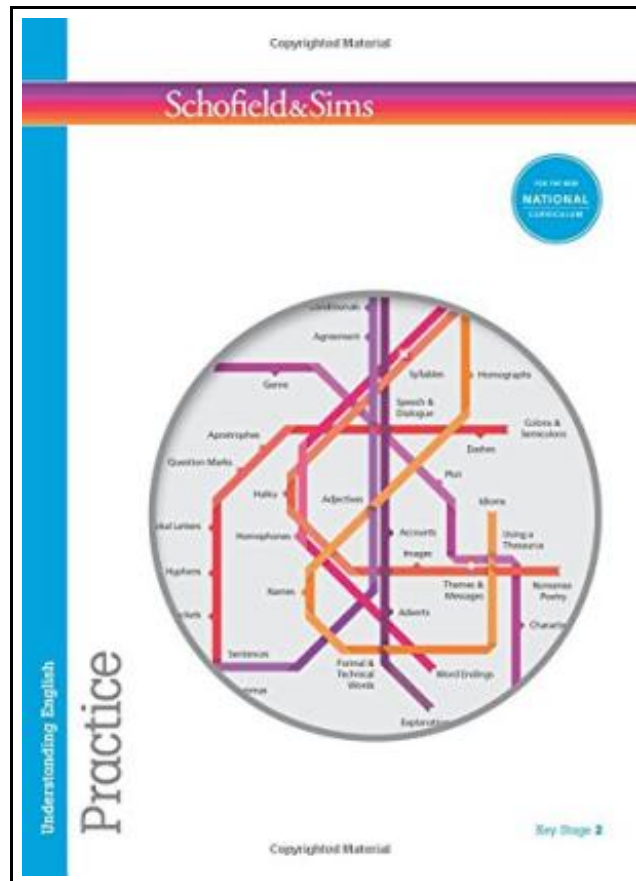 Copyrighted Material
Schofield&Sims
FOR THE NEW
NATIONAL
CURRICULUM
Agreement
Syllables
Homographs
Genre
Speech &
Dialogue
Colons &
Semicolons
Apostrophes
Dashes
Question Marks
Plot
Haiku
Adjectives
Idioms
Homophones
Accounts
Using a
Thesaurus
Images
Hyphens
Names
Themes &
Messages
Nonsense
Poetry
Adverts
Sentences
Formal &
Technical
Words
Word Endings
Understanding English
Practice
Key Stage 2
Copyrighted Material